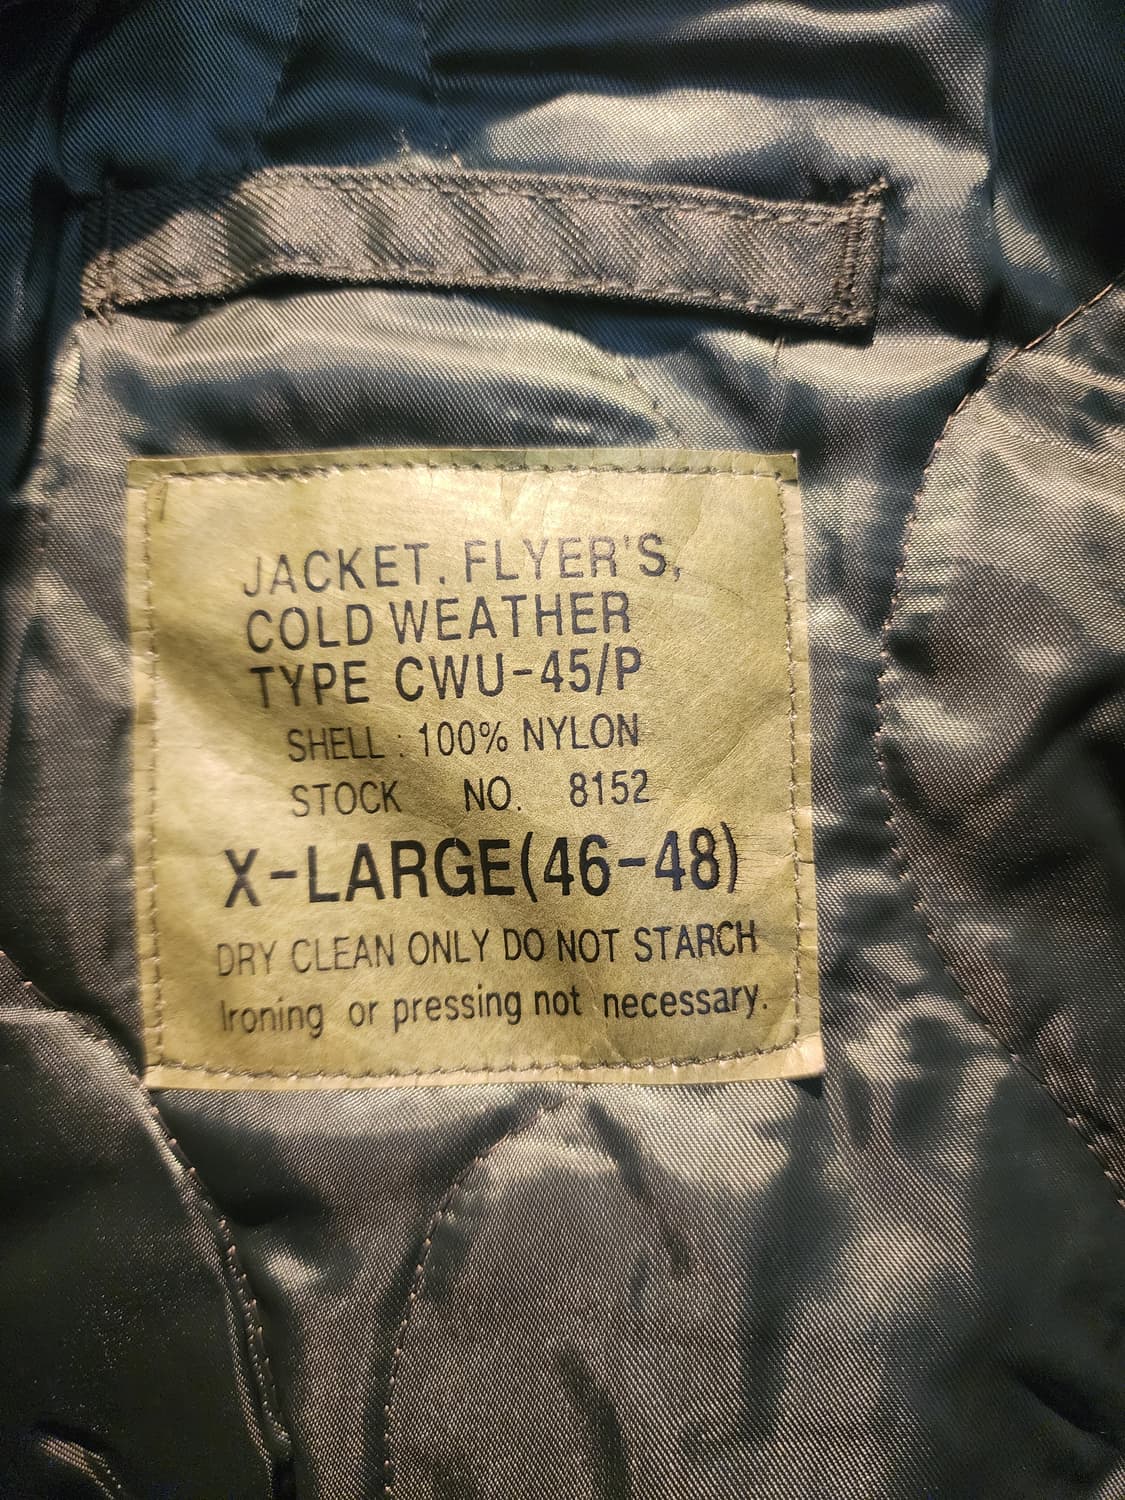 JACKET. FLYER'S,
COLD WEATHER
TYPE CWU-45/P
SHELL : 100% NYLON
STOCK NO. 8152
X-LARGE(46-48)
DRY CLEAN ONLY DO NOT STARCH
Ironing or pressing not necessary.